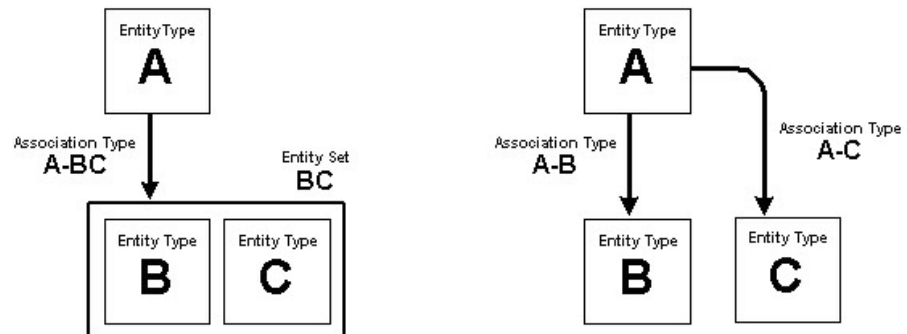 Entity Type
A
Association Type
A-BC
Entity Set
BC
Entity Type
B
Entity Type
C
Entity Type
A
Association Type
A-B
Association Type
A-C
Entity Type
B
Entity Type
C